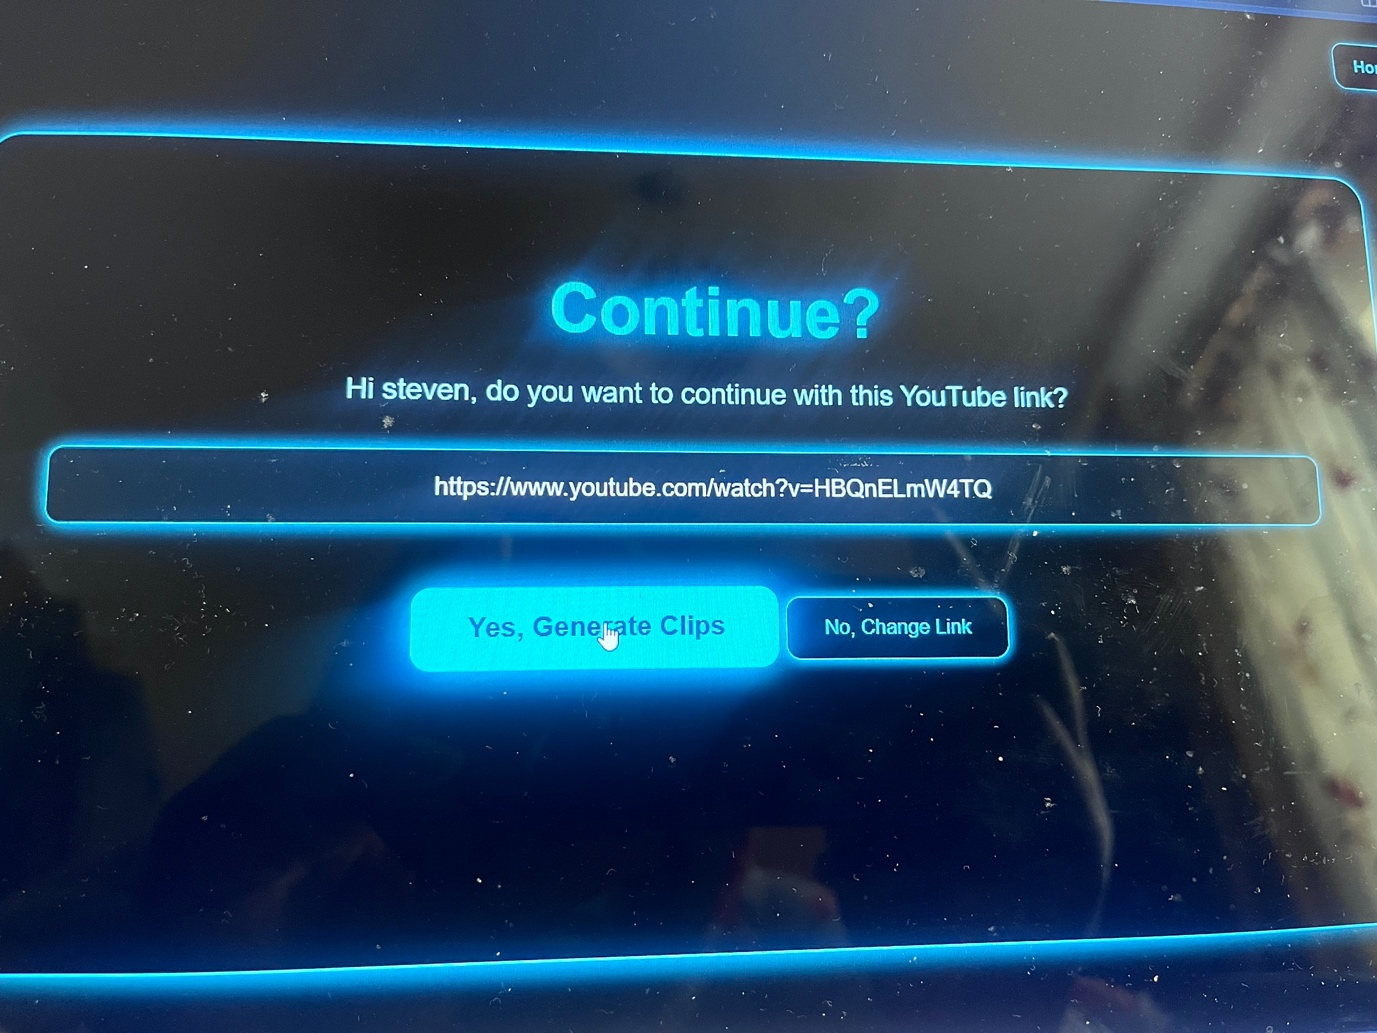 Continue?
Hi steven, do you want to continue with this YouTube link?
https://www.youtube.com/watch?v=HBQnELmW4TQ
Yes, Generate Clips
No, Change Link